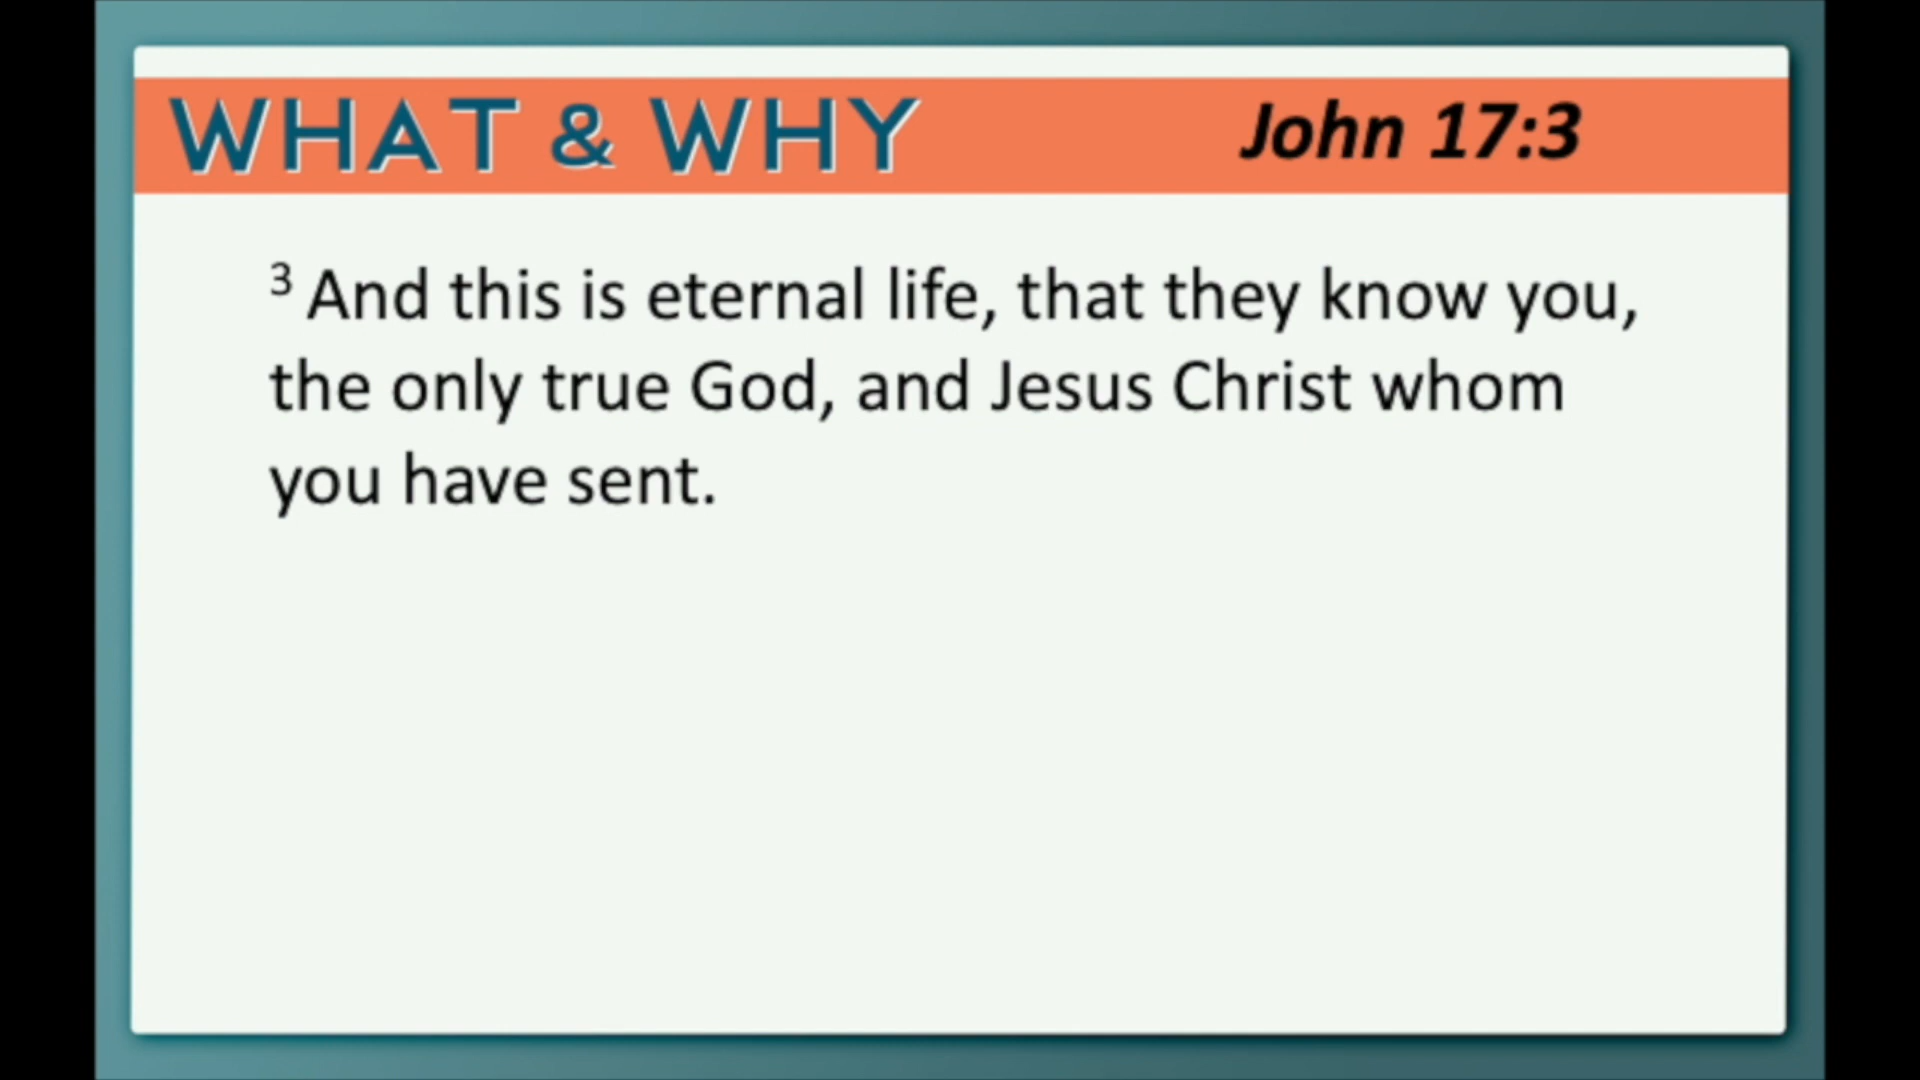 WHAT & WHY
John 17:3
3 And this is eternal life, that they know you,
the only true God, and Jesus Christ whom
you have sent.